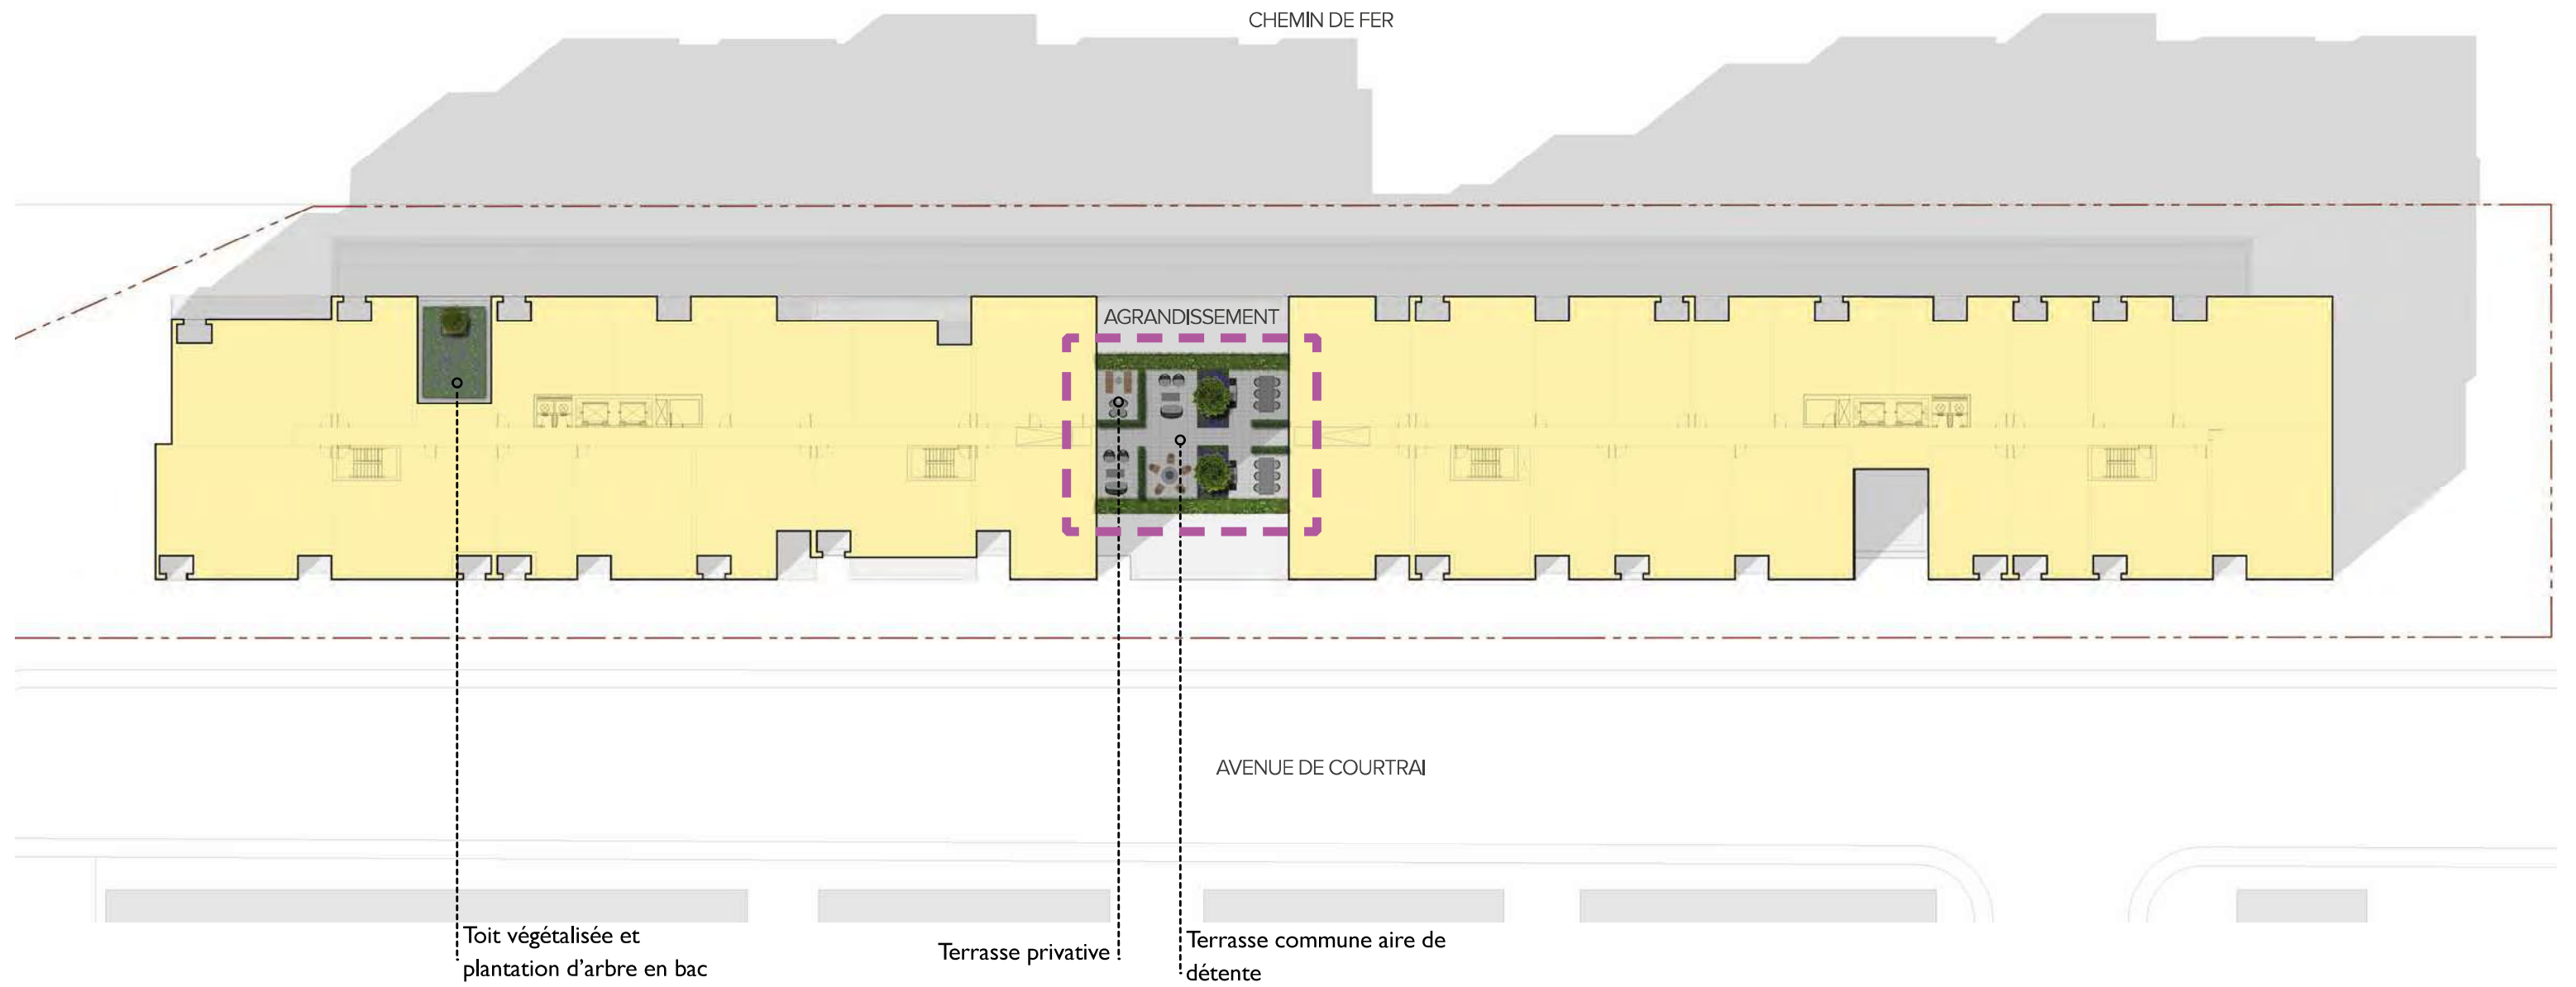 CHEMIN DE FER
AGRANDISSEMENT
AVENUE DE COURTRAI
Toit végétalisée et
plantation d'arbre en bac
Terrasse privative
Terrasse commune aire de
détente